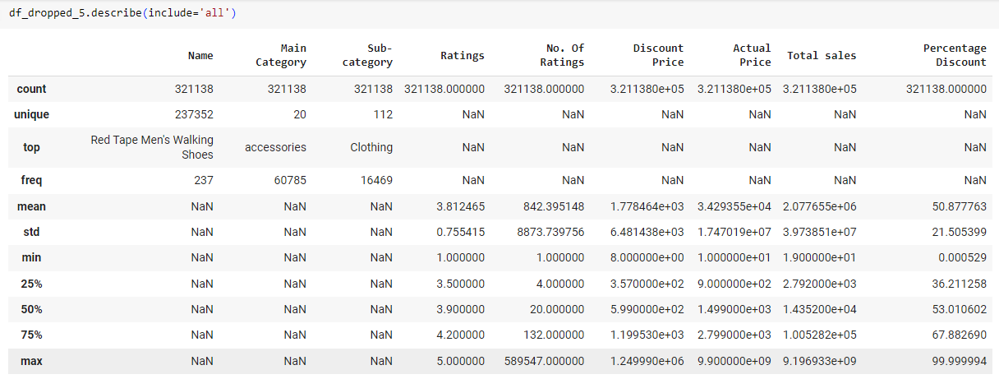 df_dropped_5.describe(include='all')
Name Main Category Sub-category Ratings No. Of Ratings Discount Price Actual Price Total sales Percentage Discount
count 321138 321138 321138 321138.000000 321138.000000 3.211380e+05 3.211380e+05 3.211380e+05 321138.000000
unique 237352 20 112 NaN NaN NaN NaN NaN NaN
top Red Tape Men's Walking Shoes accessories Clothing NaN NaN NaN NaN NaN NaN
freq 237 60785 16469 NaN NaN NaN NaN NaN NaN
mean NaN NaN NaN 3.812465 842.395148 1.778464e+03 3.429355e+04 2.077655e+06 50.877763
std NaN NaN NaN 0.755415 8873.739756 6.481438e+03 1.747019e+07 3.973851e+07 21.505399
min NaN NaN NaN 1.000000 1.000000 8.000000e+00 1.000000e+01 1.900000e+01 0.000529
25% NaN NaN NaN 3.500000 4.000000 3.570000e+02 9.000000e+02 2.792000e+03 36.211258
50% NaN NaN NaN 3.900000 20.000000 5.990000e+02 1.499000e+03 1.435200e+04 53.010602
75% NaN NaN NaN 4.200000 132.000000 1.199530e+03 2.799000e+03 1.005282e+05 67.882690
max NaN NaN NaN 5.000000 589547.000000 1.249990e+06 9.900000e+09 9.196933e+09 99.999994